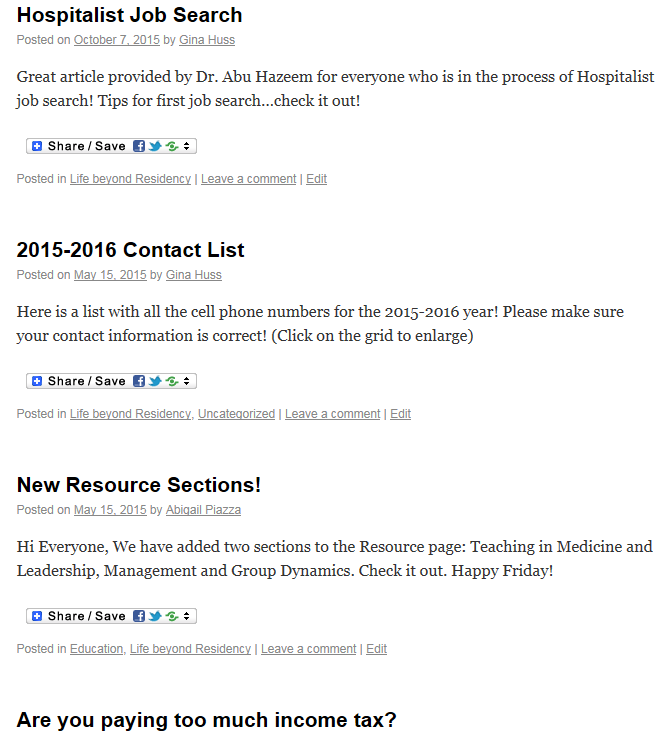 Hospitalist Job Search
Posted on October 7, 2015 by Gina Huss
Great article provided by Dr. Abu Hazeem for everyone who is in the process of Hospitalist
job search! Tips for first job search…check it out!
Share / Save
Posted in Life beyond Residency | Leave a comment | Edit
2015-2016 Contact List
Posted on May 15, 2015 by Gina Huss
Here is a list with all the cell phone numbers for the 2015-2016 year! Please make sure
your contact information is correct! (Click on the grid to enlarge)
Share / Save
Posted in Life beyond Residency, Uncategorized | Leave a comment | Edit
New Resource Sections!
Posted on May 15, 2015 by Abigail Piazza
Hi Everyone, We have added two sections to the Resource page: Teaching in Medicine and
Leadership, Management and Group Dynamics. Check it out. Happy Friday!
Share / Save
Posted in Education, Life beyond Residency | Leave a comment | Edit
Are you paying too much income tax?